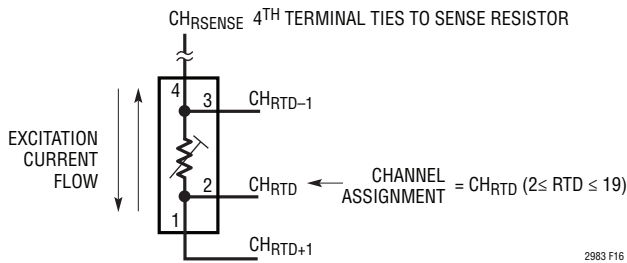 CHRSENSE 4TH TERMINAL TIES TO SENSE RESISTOR
4
3
CHRTD–1
EXCITATION
CURRENT
FLOW
2
CHRTD
CHANNEL
ASSIGNMENT
= CHRTD (2≤ RTD ≤ 19)
1
CHRTD+1
2983 F16